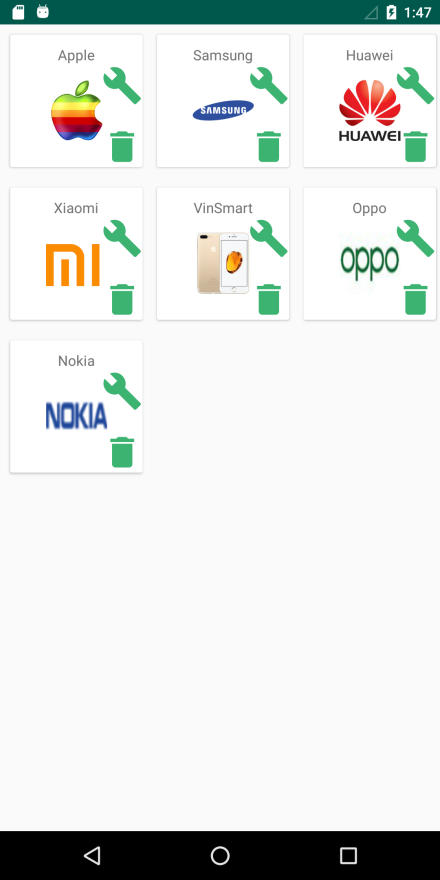 1:47
Apple
Samsung
Huawei
SAMSUNG
HUAWEI
Xiaomi
VinSmart
Oppo
mi
oppo
Nokia
NOKIA